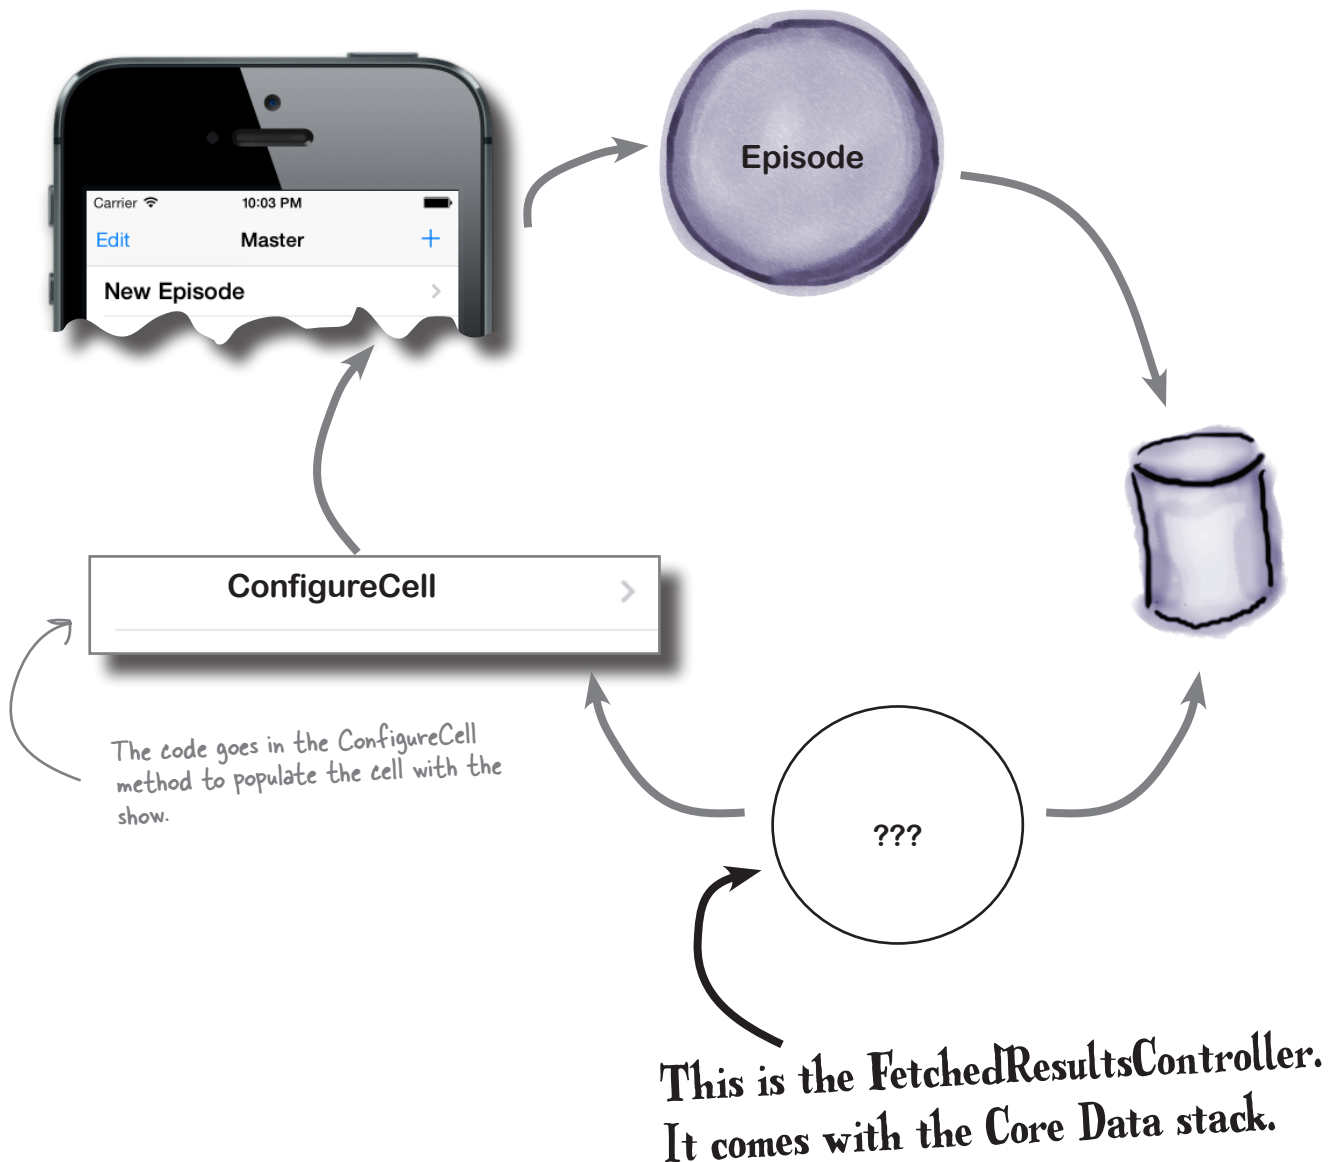 Carrier 10:03 PM
Edit Master +
New Episode
Episode
ConfigureCell
The code goes in the ConfigureCell
method to populate the cell with the
show.
???
This is the FetchedResultsController.
It comes with the Core Data stack.